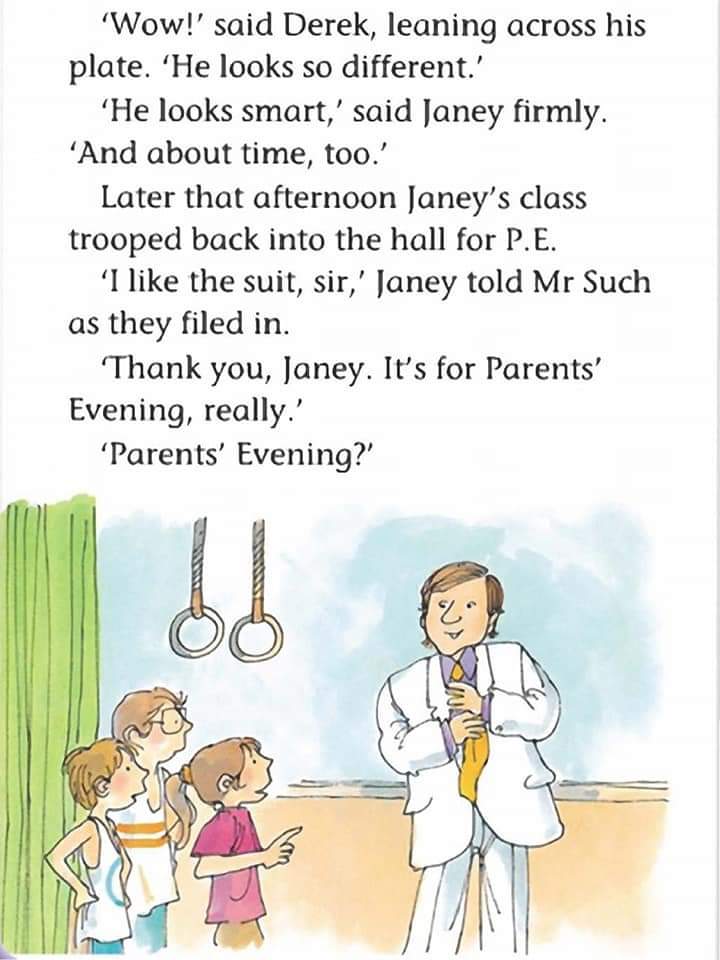 ‘Wow!’ said Derek, leaning across his
plate. ‘He looks so different.’
‘He looks smart,’ said Janey firmly.
‘And about time, too.’
Later that afternoon Janey’s class
trooped back into the hall for P.E.
‘I like the suit, sir,’ Janey told Mr Such
as they filed in.
‘Thank you, Janey. It’s for Parents’
Evening, really.’
‘Parents’ Evening?’